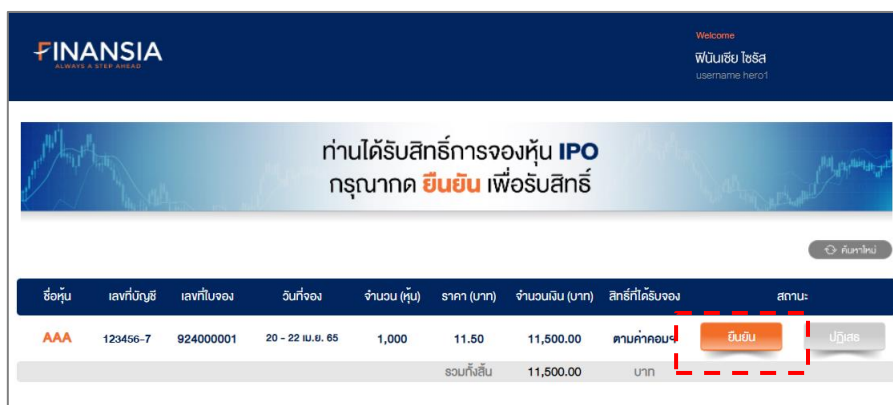 Welcome
FINANSIA
ALWAYS A STEP AHEAD
ฟินันเซีย ไซรัส
username hero1
ท่านได้รับสิทธิ์การจองหุ้น IPO
กรุณากด ยืนยัน เพื่อรับสิทธิ์
ค้นหาใหม่
ชื่อหุ้น เลขที่บัญชี เลขที่ใบจอง วันที่จอง จำนวน (หุ้น) ราคา (บาท) จำนวนเงิน (บาท) สิทธิ์ที่ได้รับจอง สถานะ
AAA 123456-7 924000001 20 - 22 เม.ย. 65 1,000 11.50 11,500.00 ตามค่าคอมฯ ยืนยัน ปฏิเสธ
รวมทั้งสิ้น 11,500.00 บาท